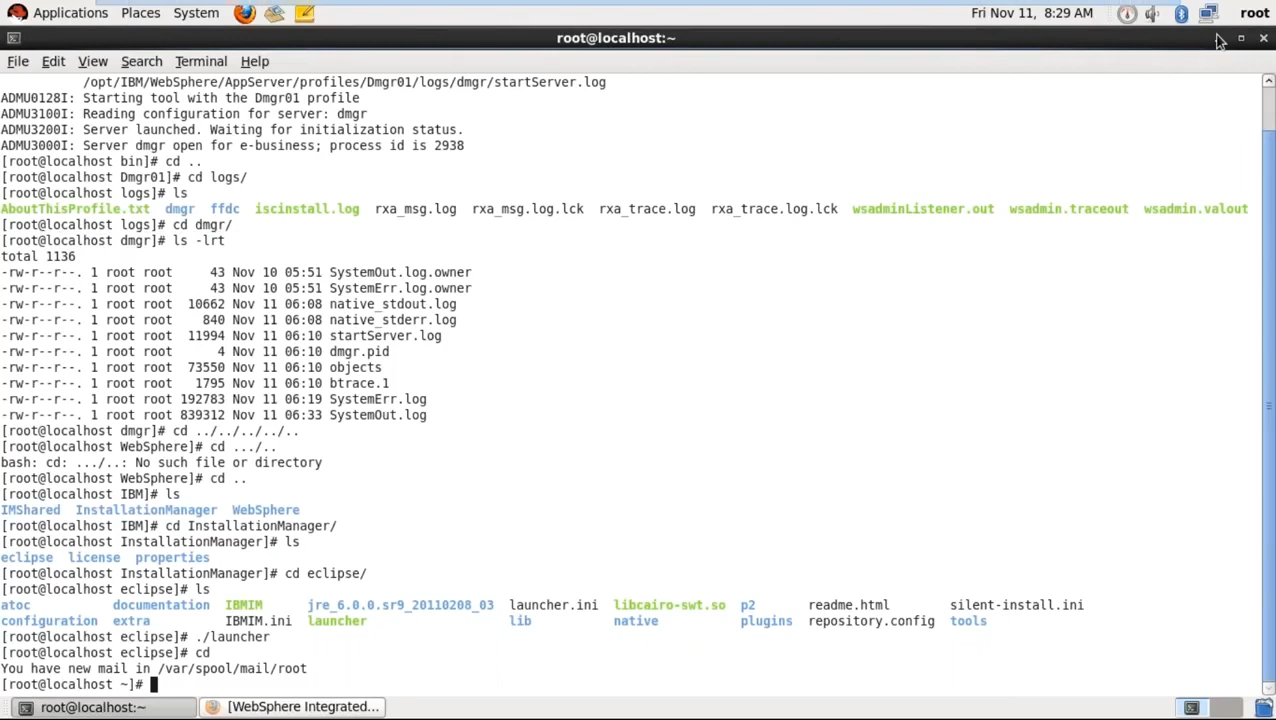 Applications Places System Fri Nov 11, 8:29 AM root
root@localhost:~
File Edit View Search Terminal Help
/opt/IBM/WebSphere/AppServer/profiles/Dmgr01/logs/dmgr/startServer.log
ADMU0128I: Starting tool with the Dmgr01 profile
ADMU3100I: Reading configuration for server: dmgr
ADMU3200I: Server launched. Waiting for initialization status.
ADMU3000I: Server dmgr open for e-business; process id is 2938
[root@localhost bin]# cd ..
[root@localhost Dmgr01]# cd logs/
[root@localhost logs]# ls
AboutThisProfile.txt dmgr ffdc iscinstall.log rxa_msg.log rxa_msg.log.lck rxa_trace.log rxa_trace.log.lck wsadminListener.out wsadmin.traceout wsadmin.valout
[root@localhost logs]# cd dmgr/
[root@localhost dmgr]# ls -lrt
total 1136
-rw-r--r--. 1 root root 43 Nov 10 05:51 SystemOut.log.owner
-rw-r--r--. 1 root root 43 Nov 10 05:51 SystemErr.log.owner
-rw-r--r--. 1 root root 10662 Nov 11 06:08 native_stdout.log
-rw-r--r--. 1 root root 840 Nov 11 06:08 native_stderr.log
-rw-r--r--. 1 root root 11994 Nov 11 06:10 startServer.log
-rw-r--r--. 1 root root 4 Nov 11 06:10 dmgr.pid
-rw-r--r--. 1 root root 73550 Nov 11 06:10 objects
-rw-r--r--. 1 root root 1795 Nov 11 06:10 btrace.1
-rw-r--r--. 1 root root 192783 Nov 11 06:19 SystemErr.log
-rw-r--r--. 1 root root 839312 Nov 11 06:33 SystemOut.log
[root@localhost dmgr]# cd ../../../../..
[root@localhost WebSphere]# cd .../..
bash: cd: .../..: No such file or directory
[root@localhost WebSphere]# cd ..
[root@localhost IBM]# ls
IMShared InstallationManager WebSphere
[root@localhost IBM]# cd InstallationManager/
[root@localhost InstallationManager]# ls
eclipse license properties
[root@localhost InstallationManager]# cd eclipse/
[root@localhost eclipse]# ls
atoc documentation IBMIM jre_6.0.0.sr9_20110208_03 launcher.ini libcairo-swt.so p2 readme.html silent-install.ini
configuration extra IBMIM.ini launcher lib native plugins repository.config tools
[root@localhost eclipse]# ./launcher
[root@localhost eclipse]# cd
You have new mail in /var/spool/mail/root
[root@localhost ~]#
root@localhost:~ [WebSphere Integrated...